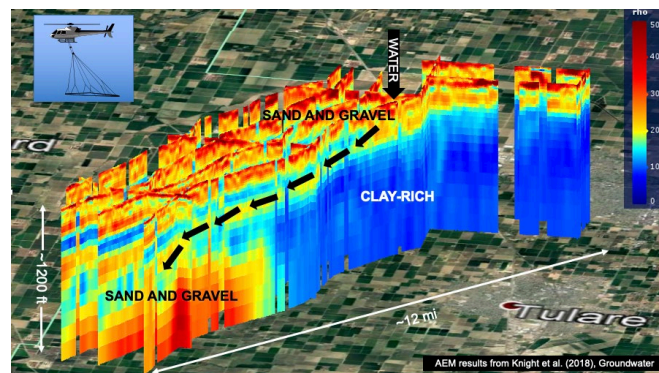 rho
50
40
30
20
10
0
WATER
SAND AND GRAVEL
rd
CLAY-RICH
~1200 ft
SAND AND GRAVEL
~12 mi
Tulare
AEM results from Knight et al. (2018), Groundwater